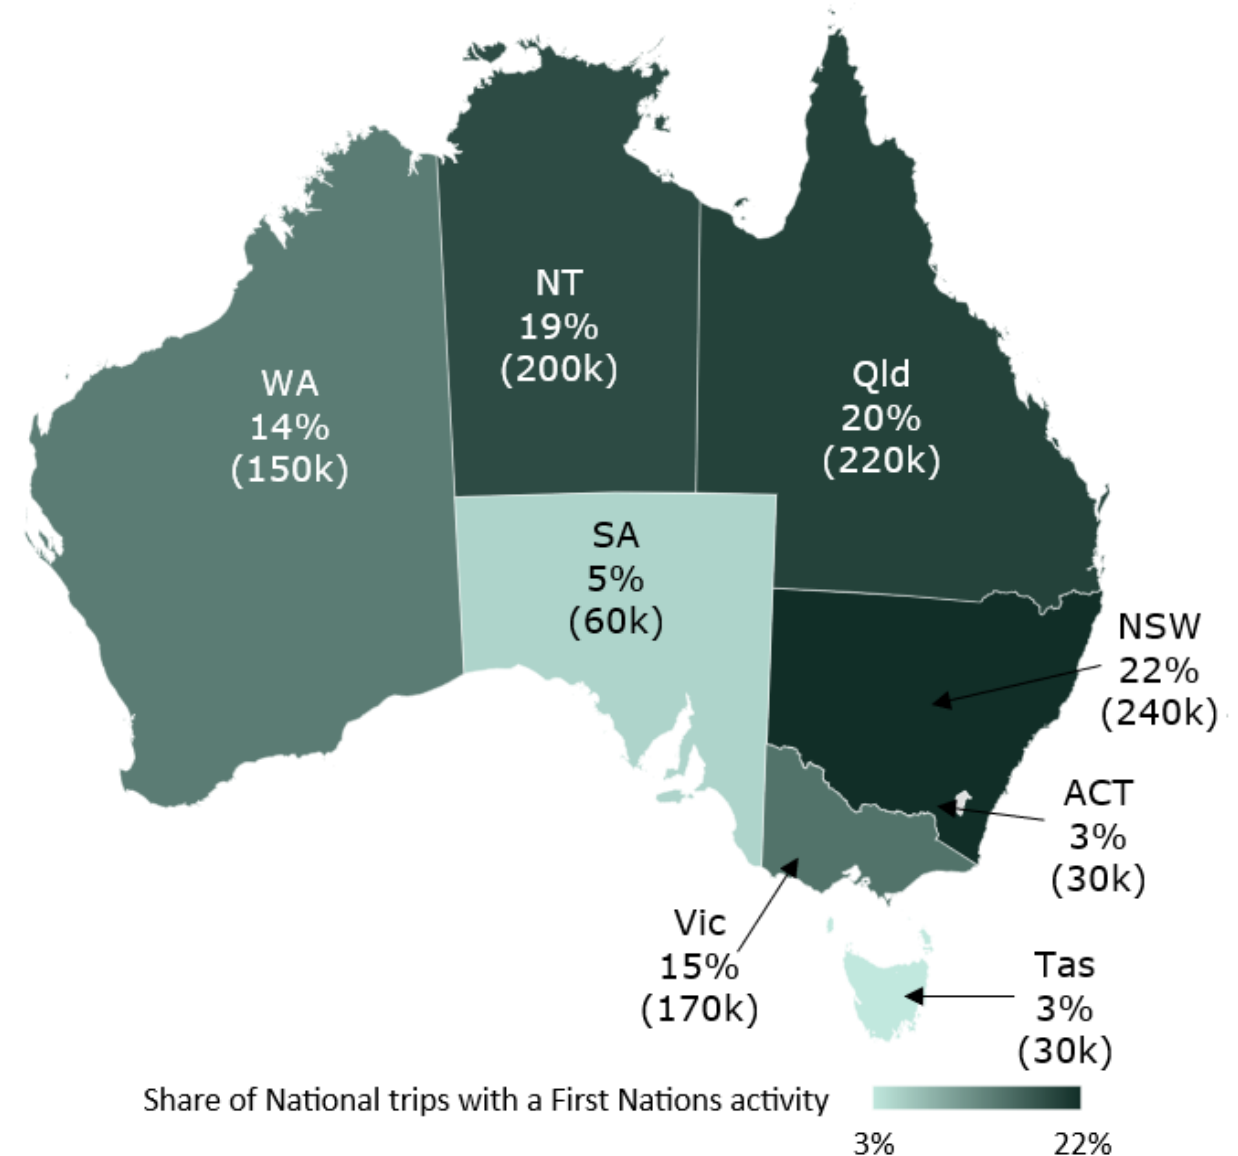 NT
19%
(200k)
WA
14%
(150k)
Qld
20%
(220k)
SA
5%
(60k)
NSW
22%
(240k)
ACT
3%
(30k)
Vic
15%
(170k)
Tas
3%
(30k)
Share of National trips with a First Nations activity
3%
22%